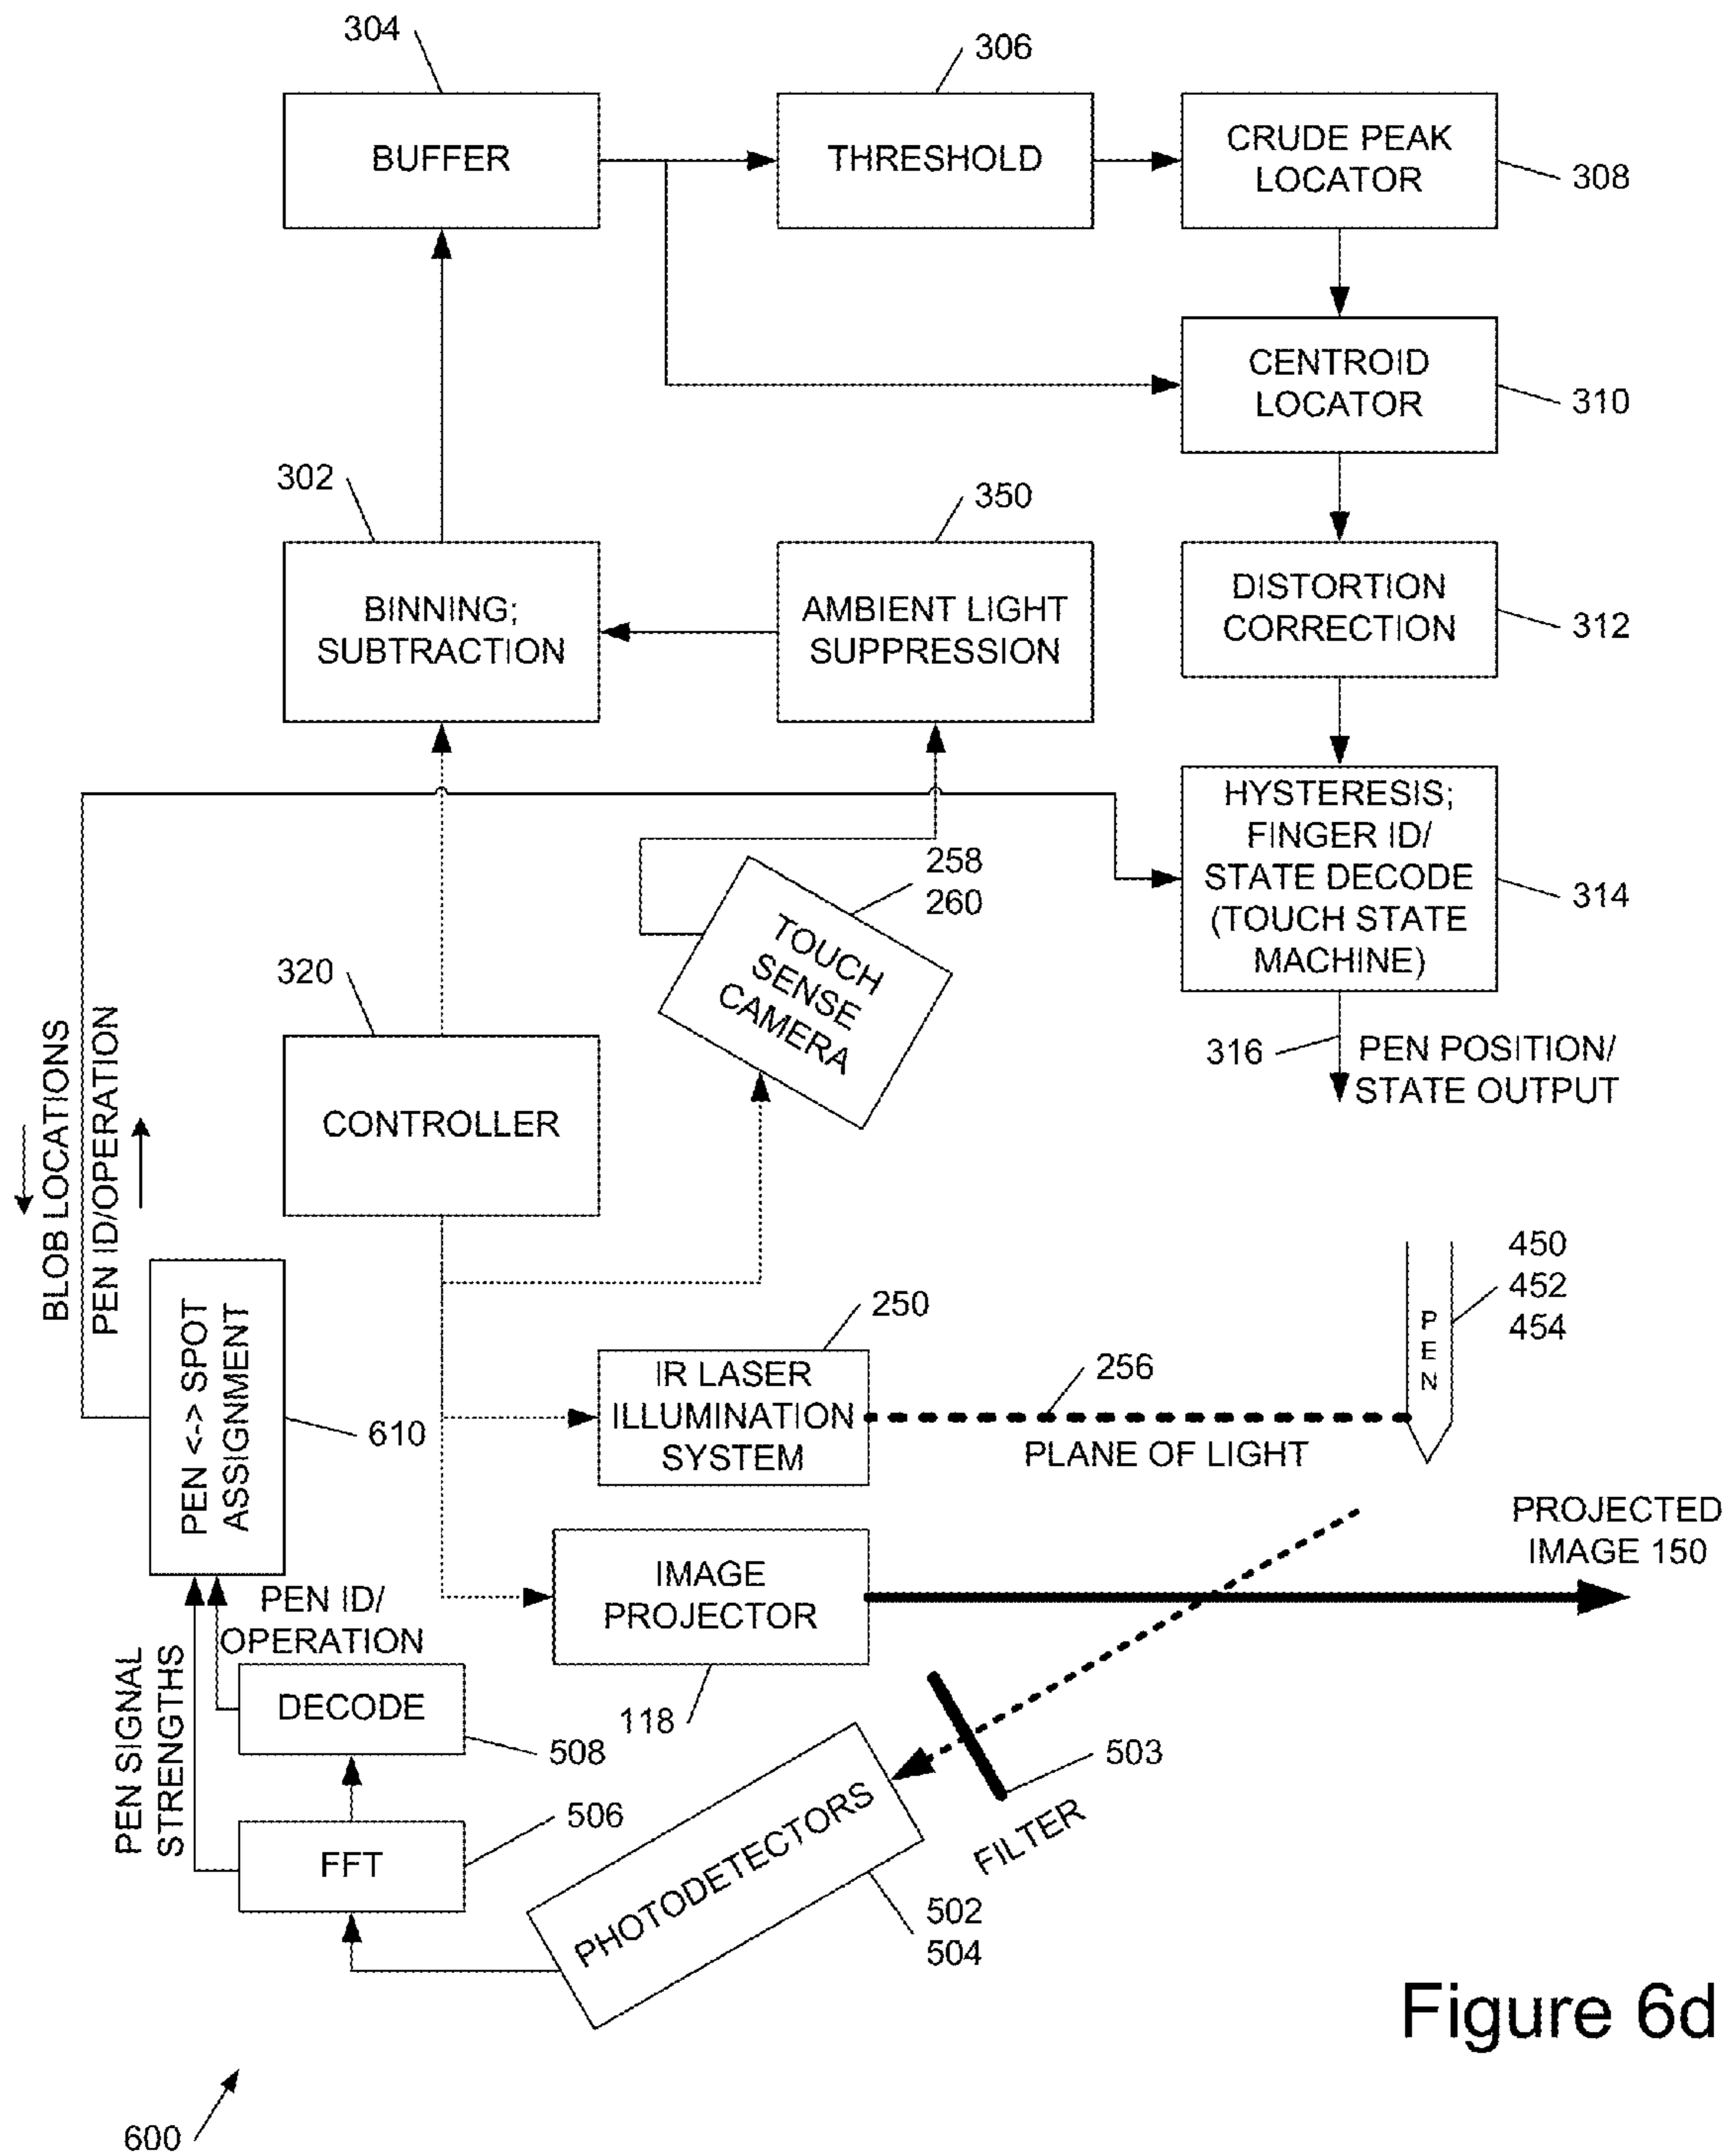 304
306
BUFFER
THRESHOLD
CRUDE PEAK
LOCATOR
308
CENTROID
LOCATOR
310
302
350
BINNING;
SUBTRACTION
AMBIENT LIGHT
SUPPRESSION
DISTORTION
CORRECTION
312
HYSTERESIS;
FINGER ID/
STATE DECODE
(TOUCH STATE
MACHINE)
314
258
260
TOUCH
SENSE
CAMERA
320
CONTROLLER
316
PEN POSITION/
STATE OUTPUT
BLOB LOCATIONS
PEN ID/OPERATION
PEN <-> SPOT
ASSIGNMENT
610
250
IR LASER
ILLUMINATION
SYSTEM
256
PLANE OF LIGHT
PEN
450
452
454
PROJECTED
IMAGE 150
IMAGE
PROJECTOR
118
PEN ID/
OPERATION
PEN SIGNAL
STRENGTHS
DECODE
508
FFT
506
PHOTODETECTORS
502
504
503
FILTER
Figure 6d
600